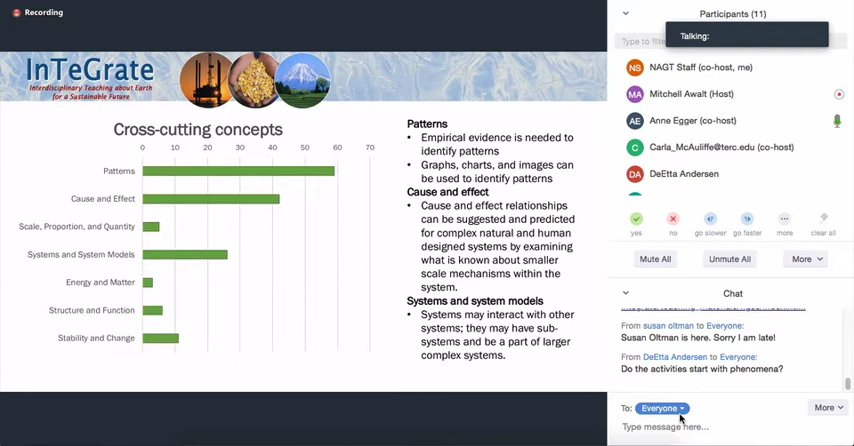 Recording
InTeGrate
Interdisciplinary Teaching about Earth
for a Sustainable Future
Cross-cutting concepts
0 10 20 30 40 50 60 70
Patterns
Cause and Effect
Scale, Proportion, and Quantity
Systems and System Models
Energy and Matter
Structure and Function
Stability and Change
Patterns
• Empirical evidence is needed to
identify patterns
• Graphs, charts, and images can
be used to identify patterns
Cause and effect
• Cause and effect relationships
can be suggested and predicted
for complex natural and human
designed systems by examining
what is known about smaller
scale mechanisms within the
system.
Systems and system models
• Systems may interact with other
systems; they may have sub-
systems and be a part of larger
complex systems.
Participants (11)
Talking:
Type to filte
NS NAGT Staff (co-host, me)
MA Mitchell Awalt (Host)
AE Anne Egger (co-host)
C Carla_McAuliffe@terc.edu (co-host)
DA DeEtta Andersen
yes no go slower go faster more clear all
Mute All Unmute All More
Chat
From susan oltman to Everyone:
Susan Oltman is here. Sorry I am late!
From DeEtta Andersen to Everyone:
Do the activities start with phenomena?
To: Everyone More
Type message here...